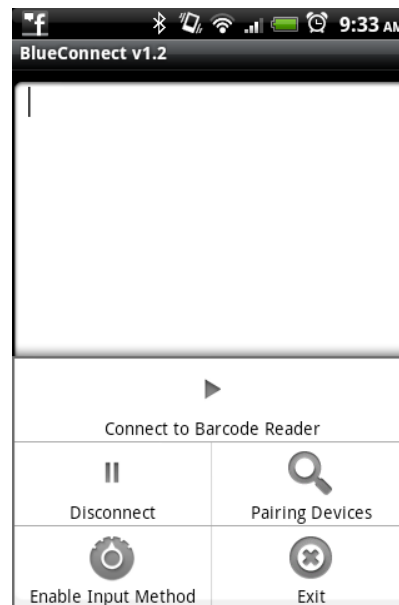 9:33 AM
BlueConnect v1.2
Connect to Barcode Reader
Disconnect
Pairing Devices
Enable Input Method
Exit